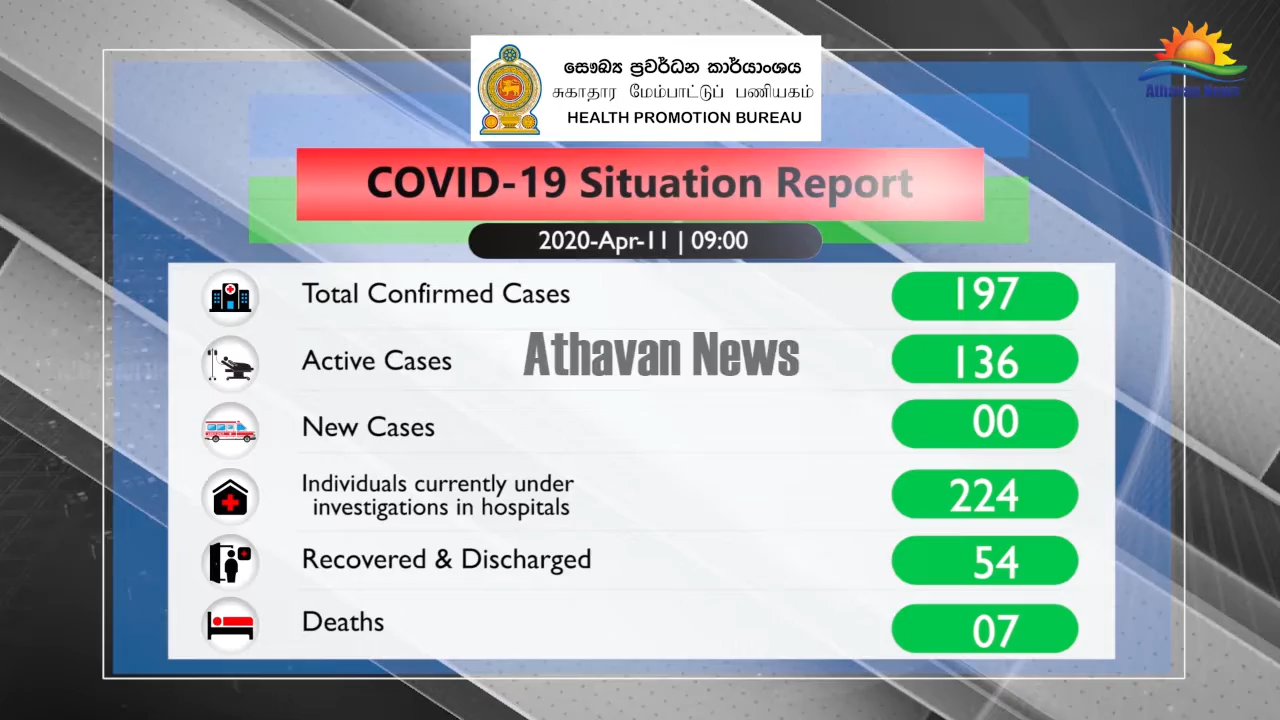 සෞඛ්‍ය ප්‍රවර්ධන කාර්යාංශය
சுகாதார மேம்பாட்டுப் பணியகம்
HEALTH PROMOTION BUREAU
Athavan News
COVID-19 Situation Report
2020-Apr-11 | 09:00
Total Confirmed Cases 197
Athavan News
Active Cases 136
New Cases 00
Individuals currently under
investigations in hospitals 224
Recovered & Discharged 54
Deaths 07